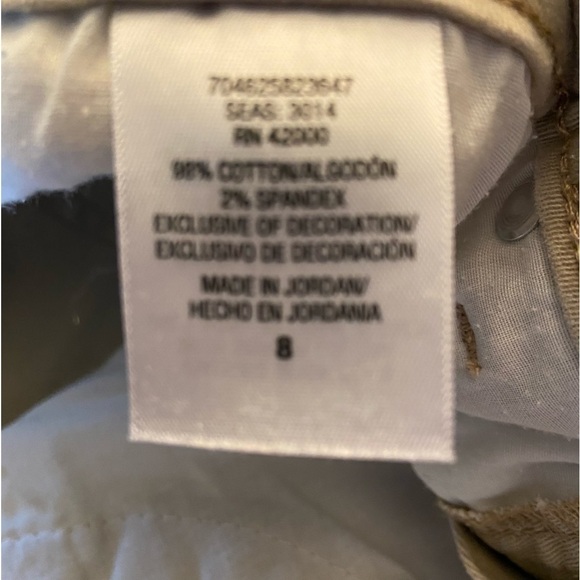 704625823647
SEAS: 3014
RN 42000
98% COTTON/ALGODÓN
2% SPANDEX
EXCLUSIVE OF DECORATION/
EXCLUSIVO DE DECORACIÓN
MADE IN JORDAN/
HECHO EN JORDANIA
8